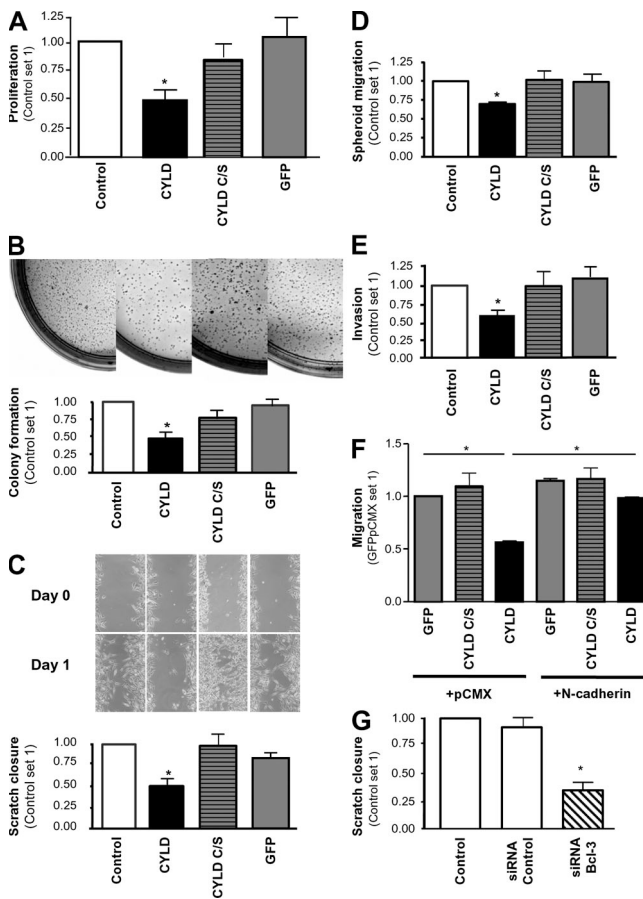 A
Proliferation
(Control set 1)
1.25
1.00
0.75
0.50
0.25
0.00
*
Control
CYLD
CYLD C/S
GFP
B
Colony formation
(Control set 1)
1.00
0.75
0.50
0.25
0.00
*
Control
CYLD
CYLD C/S
GFP
C
Day 0
Day 1
Scratch closure
(Control set 1)
1.00
0.75
0.50
0.25
0.00
*
Control
CYLD
CYLD C/S
GFP
D
Spheroid migration
(Control set 1)
1.25
1.00
0.75
0.50
0.25
0.00
*
Control
CYLD
CYLD C/S
GFP
E
Invasion
(Control set 1)
1.25
1.00
0.75
0.50
0.25
0.00
*
Control
CYLD
CYLD C/S
GFP
F
Migration
(GFPpCMX set 1)
1.5
1.0
0.5
0.0
*
*
GFP
CYLD C/S
CYLD
GFP
CYLD C/S
CYLD
+pCMX
+N-cadherin
G
Scratch closure
(Control set 1)
1.00
0.75
0.50
0.25
0.00
*
Control
siRNA
Control
siRNA
Bcl-3